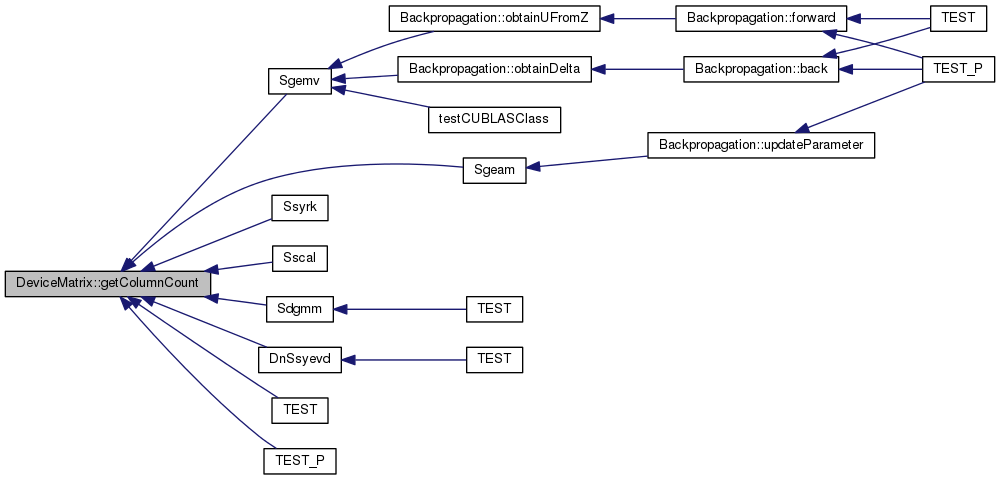 Backpropagation::obtainUFromZ
Backpropagation::forward
TEST
Sgemv
Backpropagation::obtainDelta
Backpropagation::back
TEST_P
testCUBLASClass
Backpropagation::updateParameter
Sgeam
Ssyrk
Sscal
DeviceMatrix::getColumnCount
Sdgmm
TEST
DnSsyevd
TEST
TEST
TEST_P